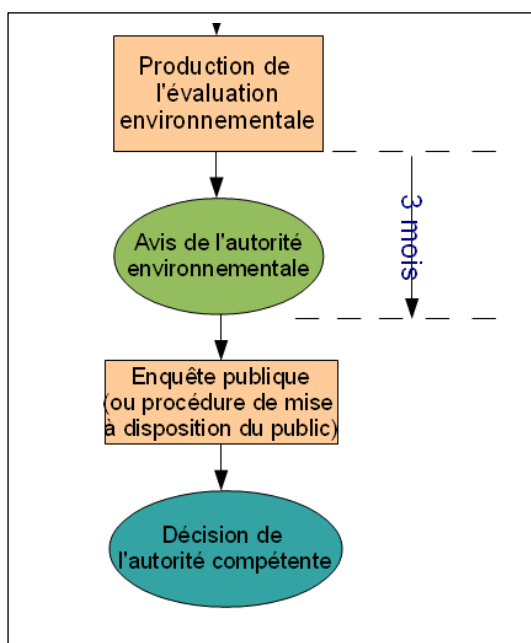 Production de
l'évaluation
environnementale
Avis de l'autorité
environnementale
3 mois
Enquête publique
(ou procédure de mise
à disposition du public)
Décision de
l'autorité compétente